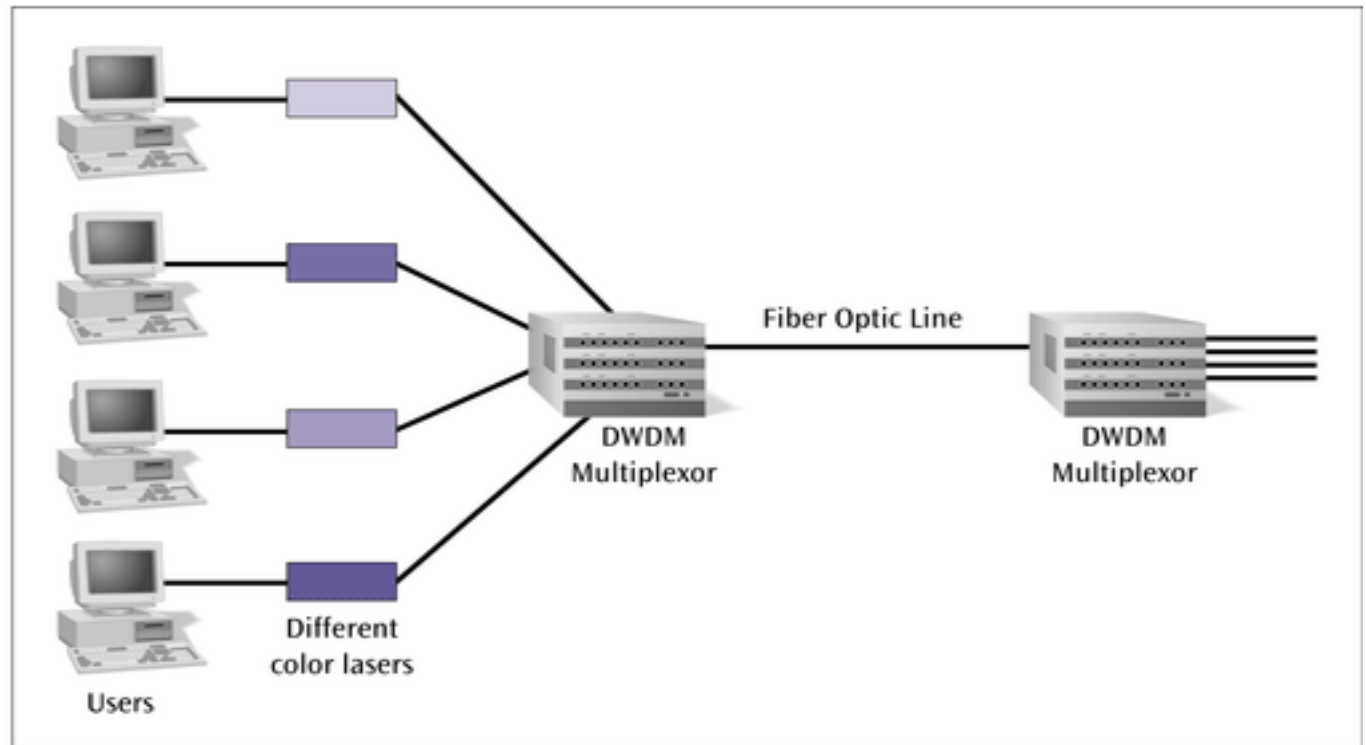 Fiber Optic Line
DWDM
Multiplexor
DWDM
Multiplexor
Different
color lasers
Users